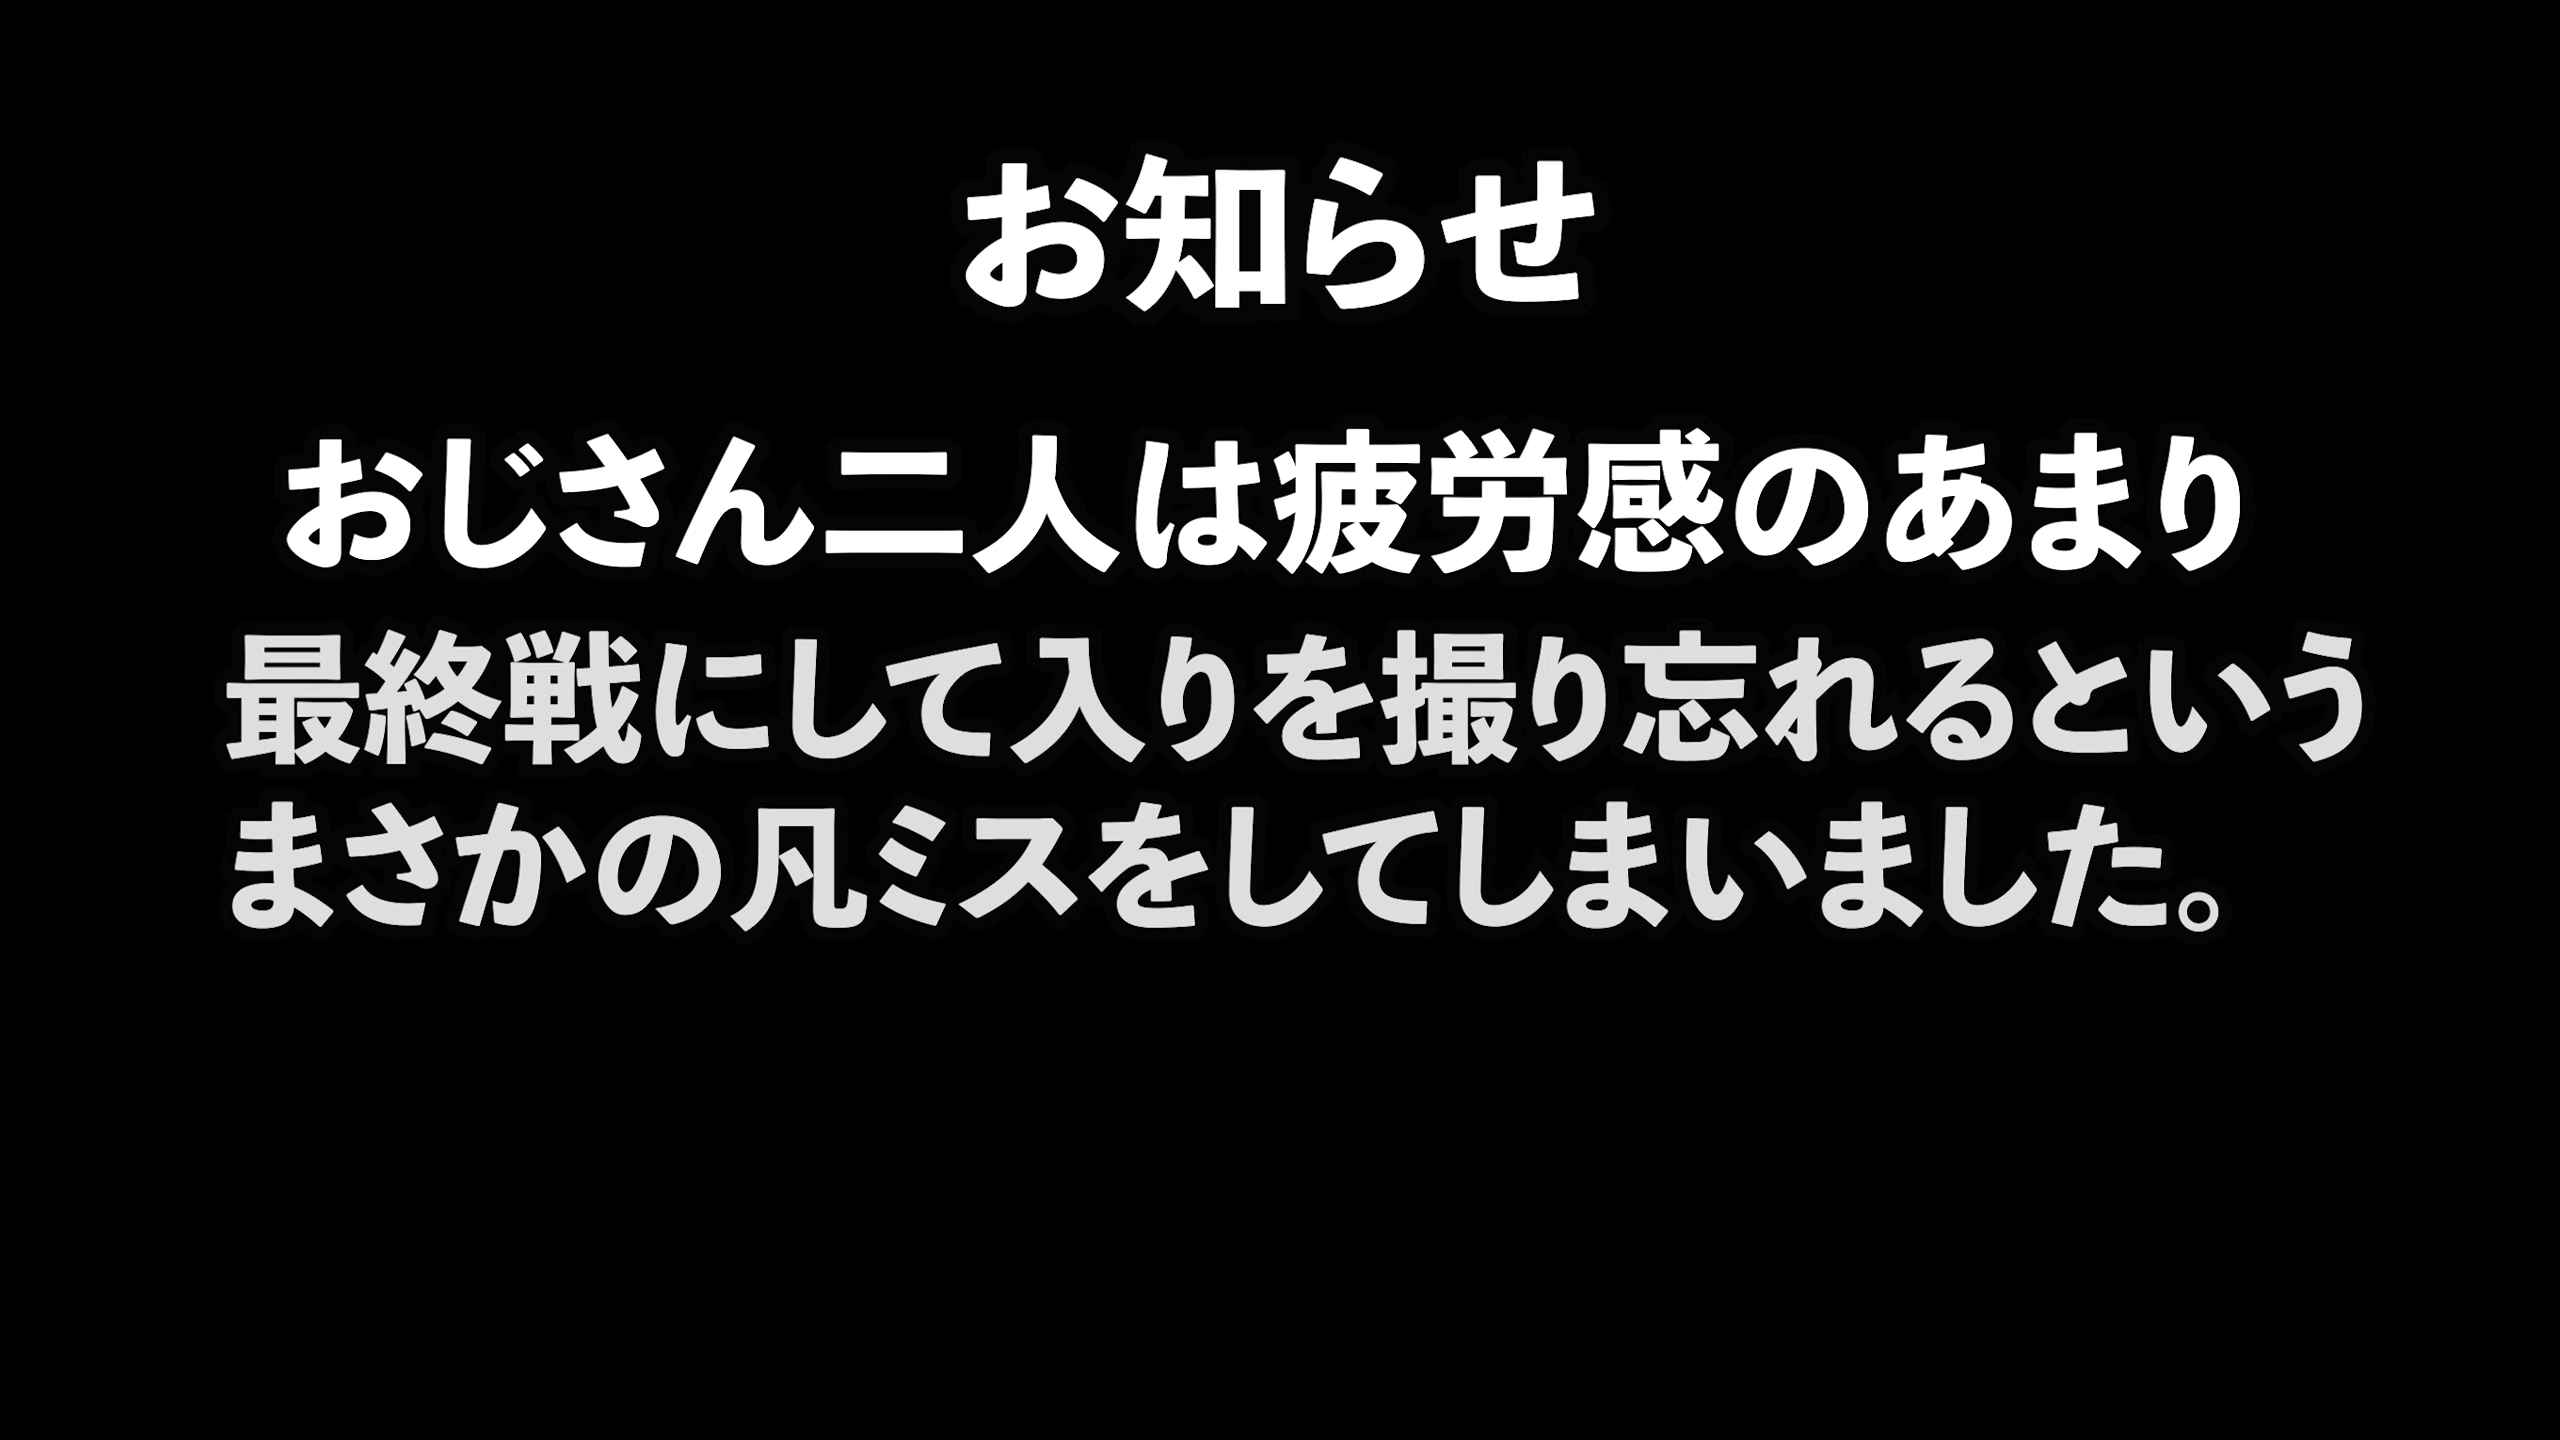 お知らせ
おじさん二人は疲労感のあまり
最終戦にして入りを撮り忘れるという
まさかの凡ミスをしてしまいました。